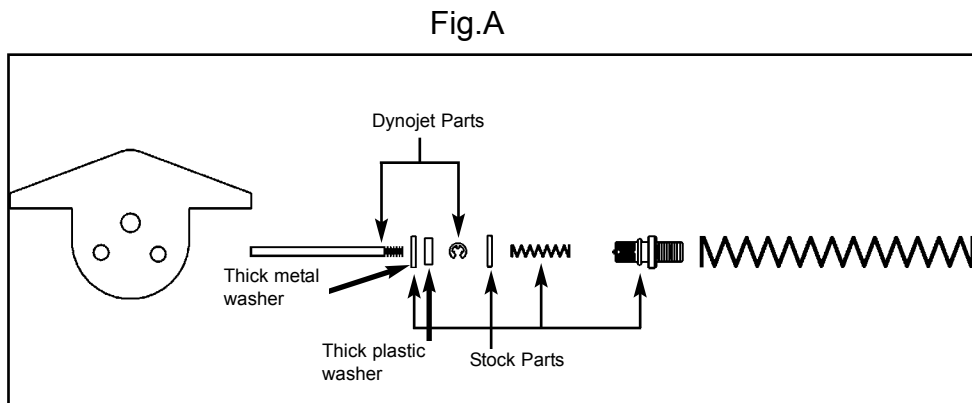 Fig.A
Dynojet Parts
Thick metal
washer
Thick plastic
washer
Stock Parts